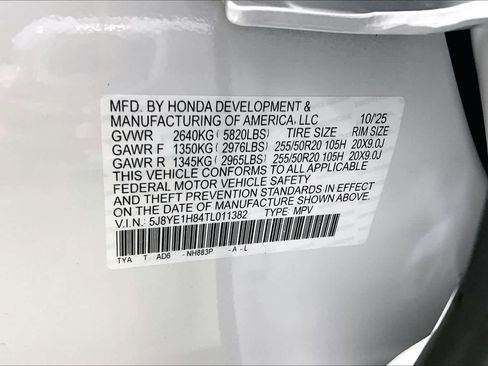 MFD. BY HONDA DEVELOPMENT &
MANUFACTURING OF AMERICA, LLC 10/'25
GVWR 2640KG (5820LBS) TIRE SIZE RIM SIZE
GAWR F 1350KG (2976LBS) 255/50R20 105H 20X9.0J
GAWR R 1345KG (2965LBS) 255/50R20 105H 20X9.0J
THIS VEHICLE CONFORMS TO ALL APPLICABLE
FEDERAL MOTOR VEHICLE SAFETY
AND THEFT PREVENTION STANDARDS IN EFFECT
ON THE DATE OF MANUFACTURE SHOWN ABOVE.
V.I.N.: 5J8YE1H84TL011382 TYPE: MPV
TYA T AD6 - NH883P - A - L